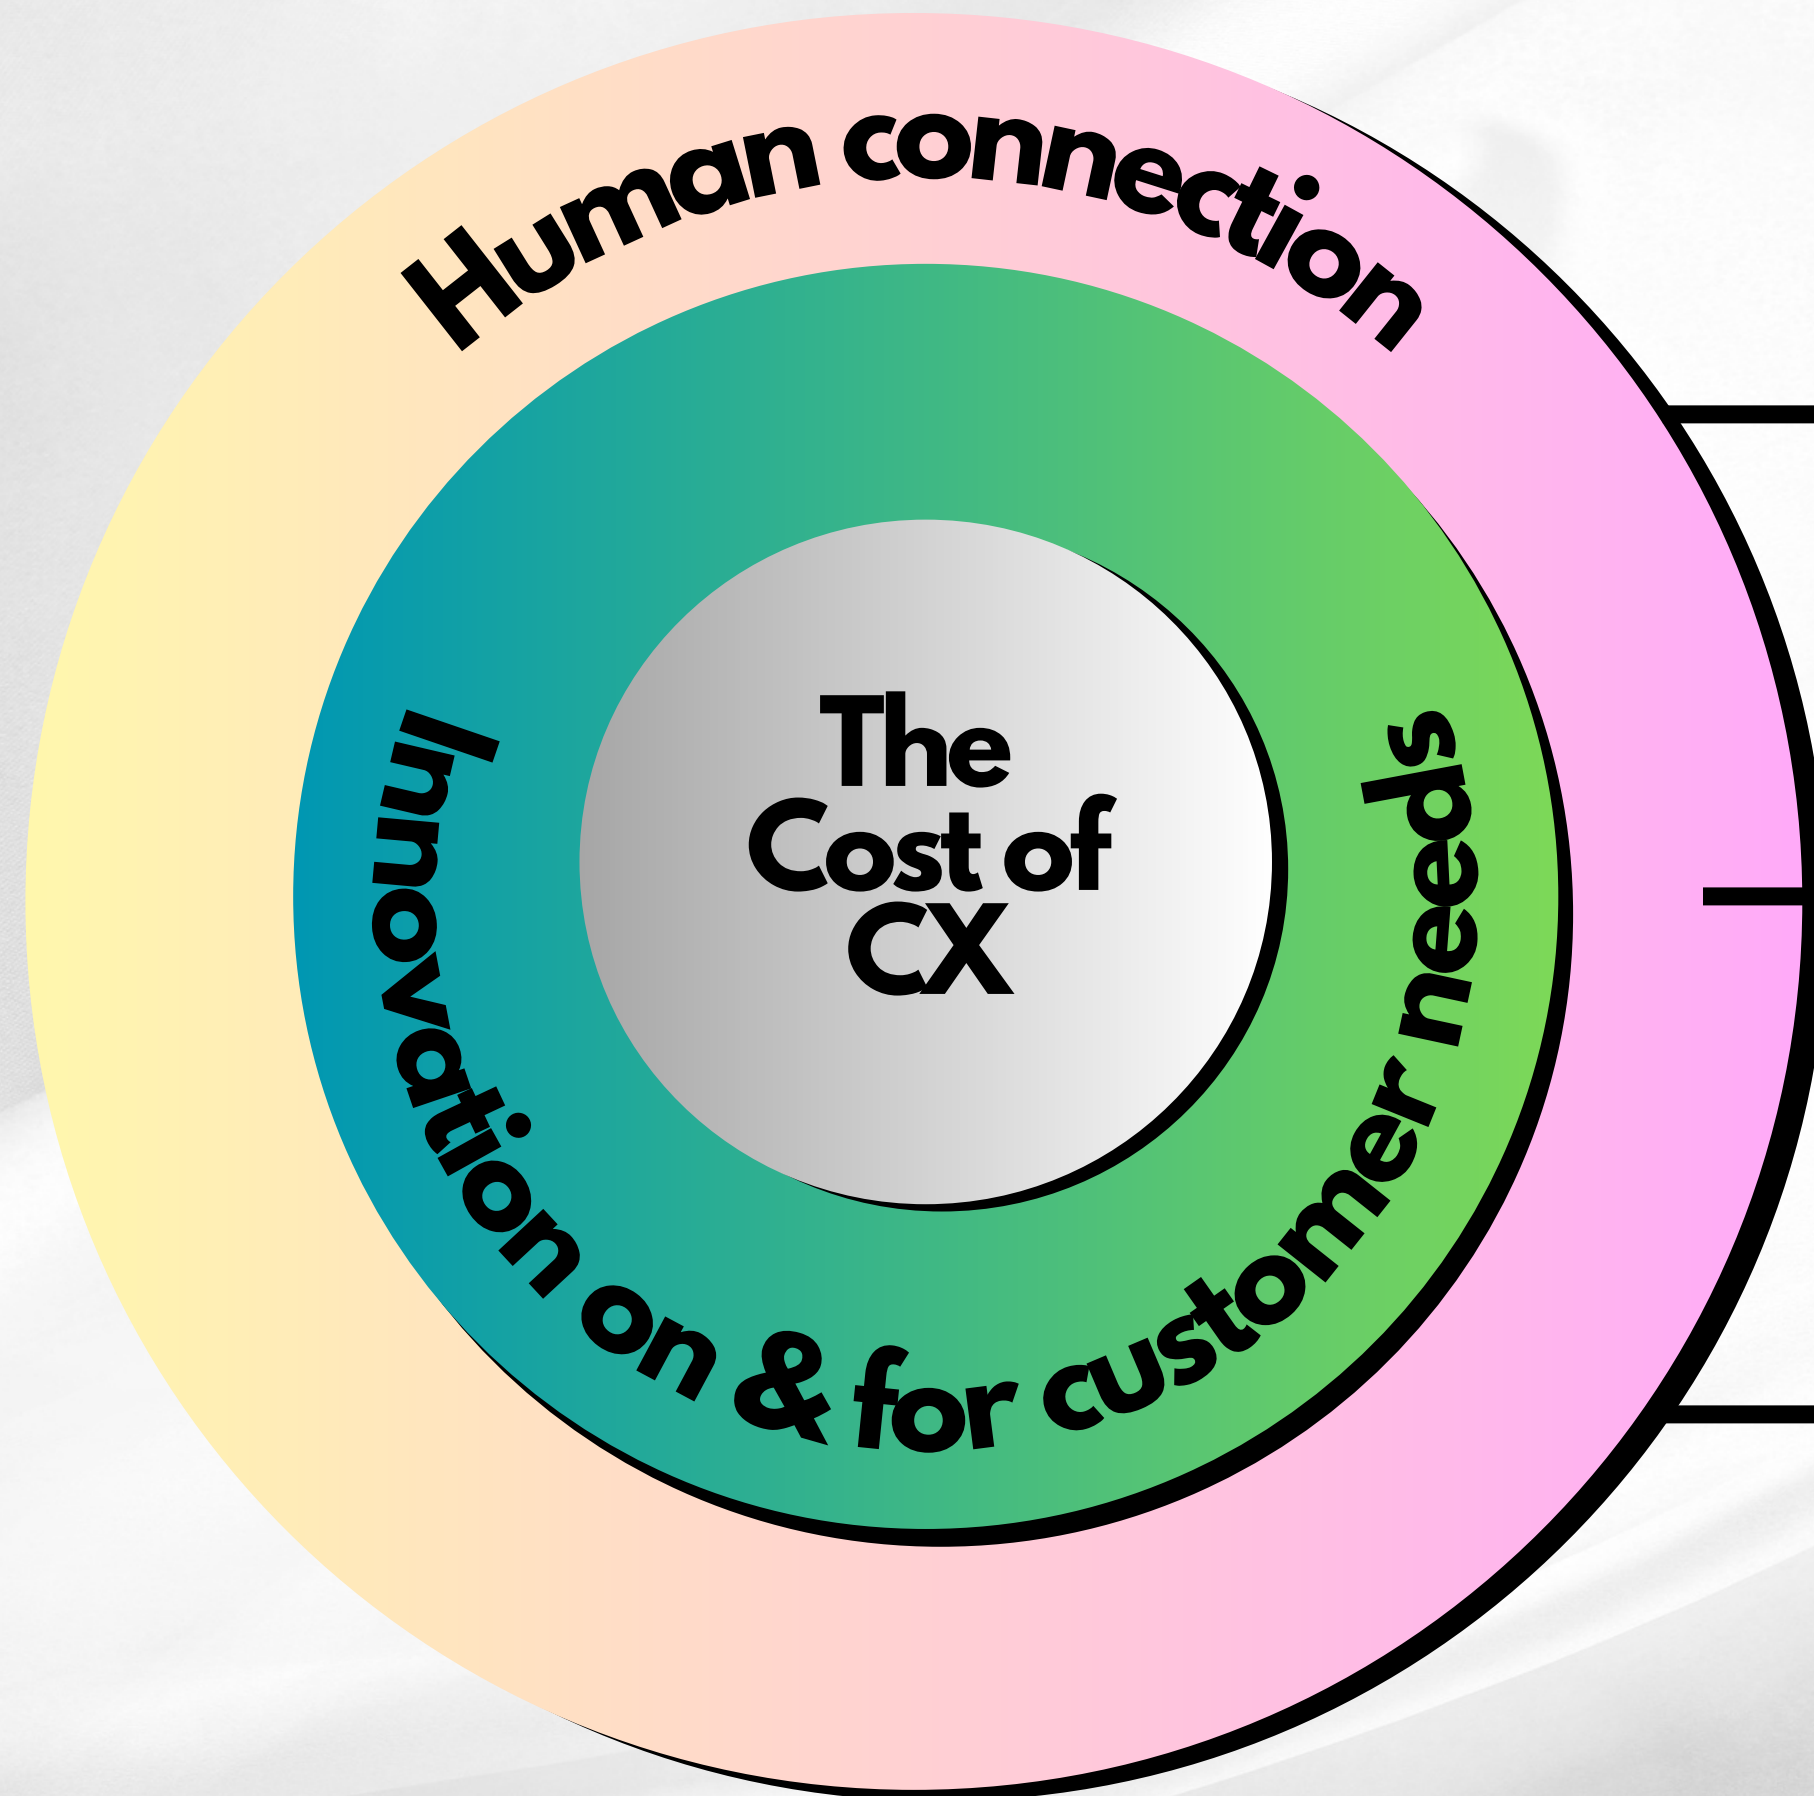 Human connection
The
Cost of
CX
Innovation on & for customer needs